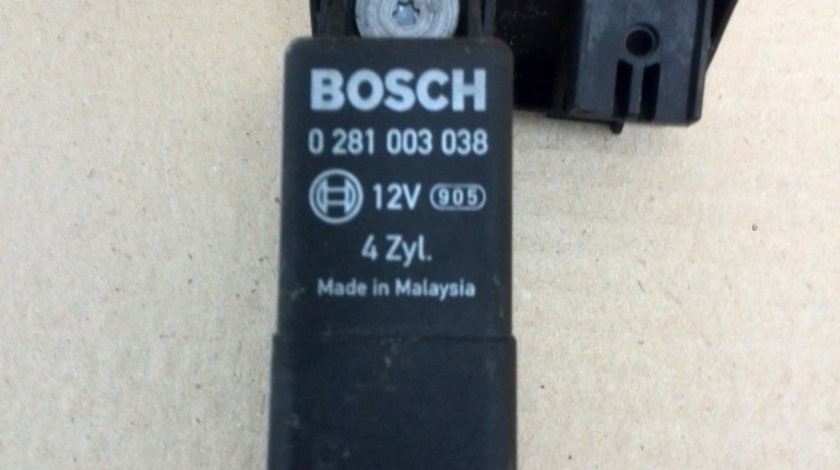 BOSCH
0 281 003 038
12V 905
4 Zyl.
Made in Malaysia